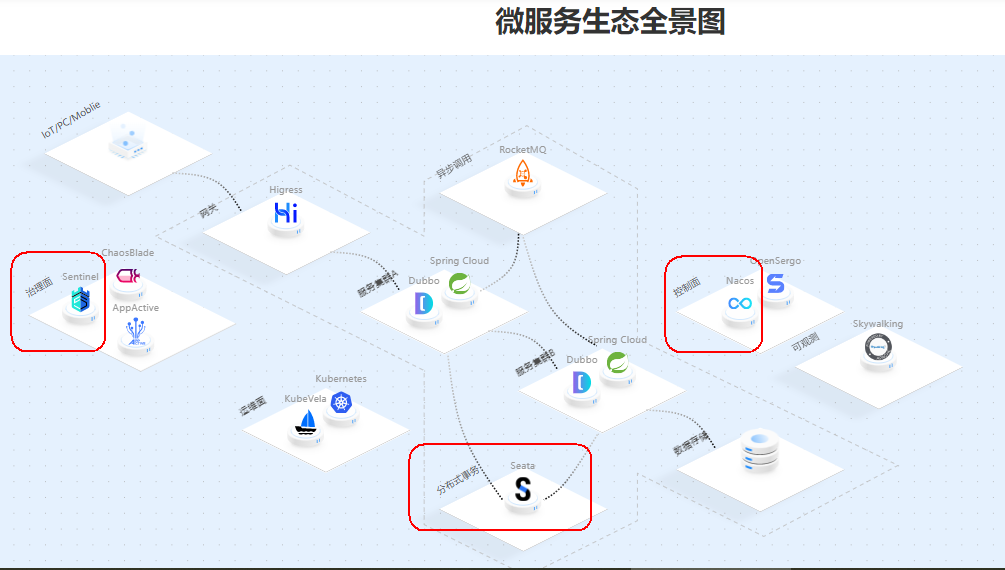 微服务生态全景图
IoT/PC/Moblie
异步调用
RocketMQ
网关
Higress
Hi
治理面
Sentinel
ChaosBlade
AppActive
服务集群A
Dubbo
Spring Cloud
控制面
Nacos
OpenSergo
可观测
Skywalking
服务集群B
Dubbo
Spring Cloud
运维面
KubeVela
Kubernetes
分布式事务
Seata
S
数据存储